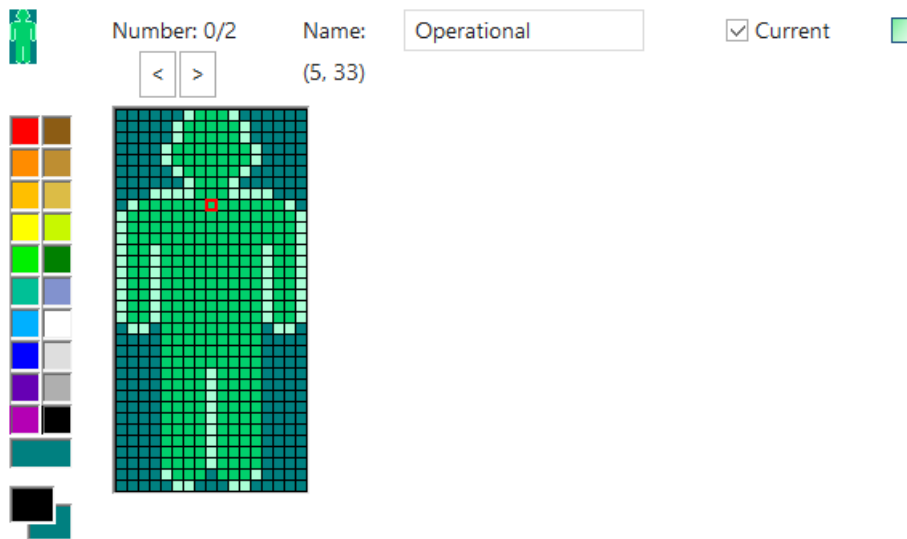 Number: 0/2 Name: Operational Current
< > (5, 33)